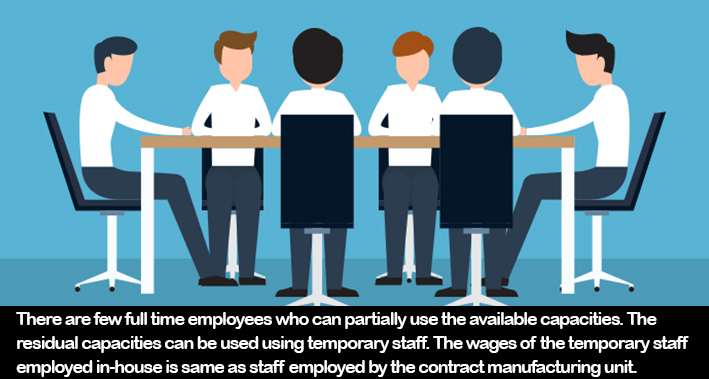 There are few full time employees who can partially use the available capacities. The
residual capacities can be used using temporary staff. The wages of the temporary staff
employed in-house is same as staff employed by the contract manufacturing unit.